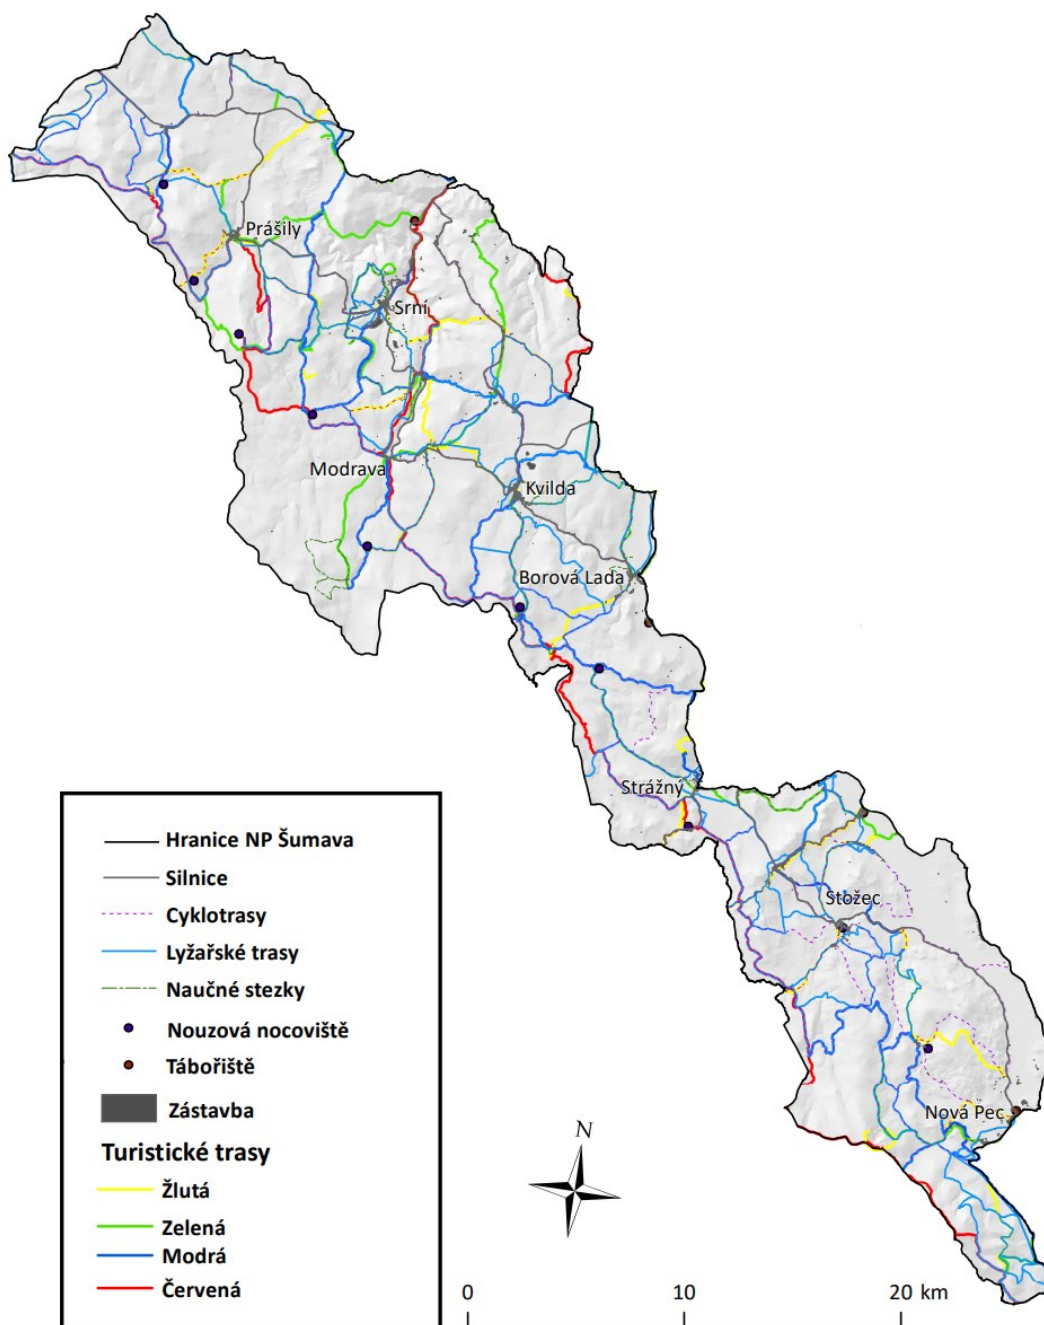 Prášily
Srní
Modrava
Kvilda
Borová Lada
Strážný
Stožec
Nová Pec
Hranice NP Šumava
Silnice
Cyklotrasy
Lyžařské trasy
Naučné stezky
Nouzová nocoviště
Tábořiště
Zástavba
Turistické trasy
Žlutá
Zelená
Modrá
Červená
N
0 10 20 km